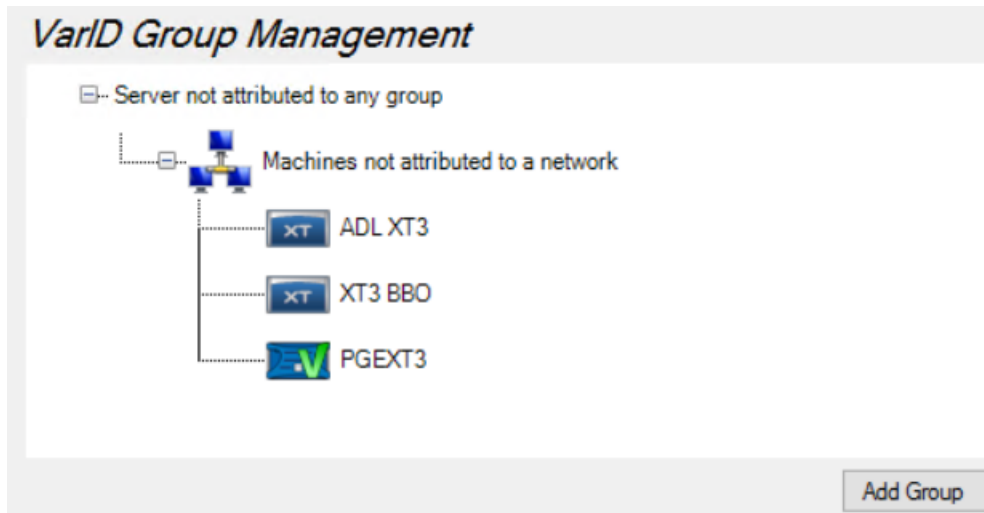 VarID Group Management
Server not attributed to any group
Machines not attributed to a network
XT ADL XT3
XT XT3 BBO
PGEXT3
Add Group